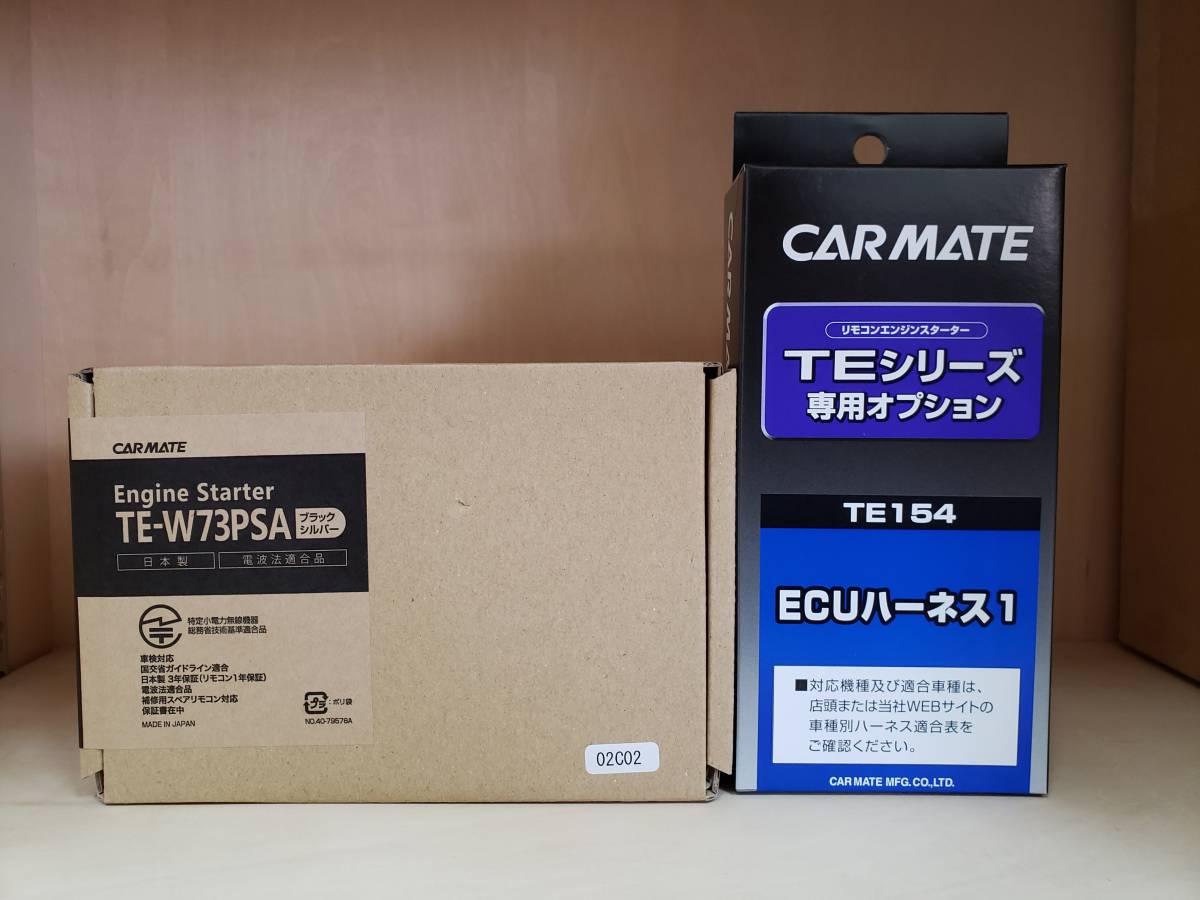 CARMATE
Engine Starter
TE-W73PSA
ブラック
シルバー
日本製
電波法適合品
特定小電力無線機器
総務省技術基準適合品
車検対応
国交省ガイドライン適合
日本製 3年保証(リモコン1年保証)
電波法適合品
補修用スペアリモコン対応
保証書在中
MADE IN JAPAN
プラ
:ポリ袋
NO.40-79576A
02C02
CAR M
CARMATE
リモコンエンジンスターター
TEシリーズ
専用オプション
TE154
ECUハーネス1
■対応機種及び適合車種は、
店頭または当社WEBサイトの
車種別ハーネス適合表を
ご確認ください。
CAR MATE MFG. CO.,LTD.